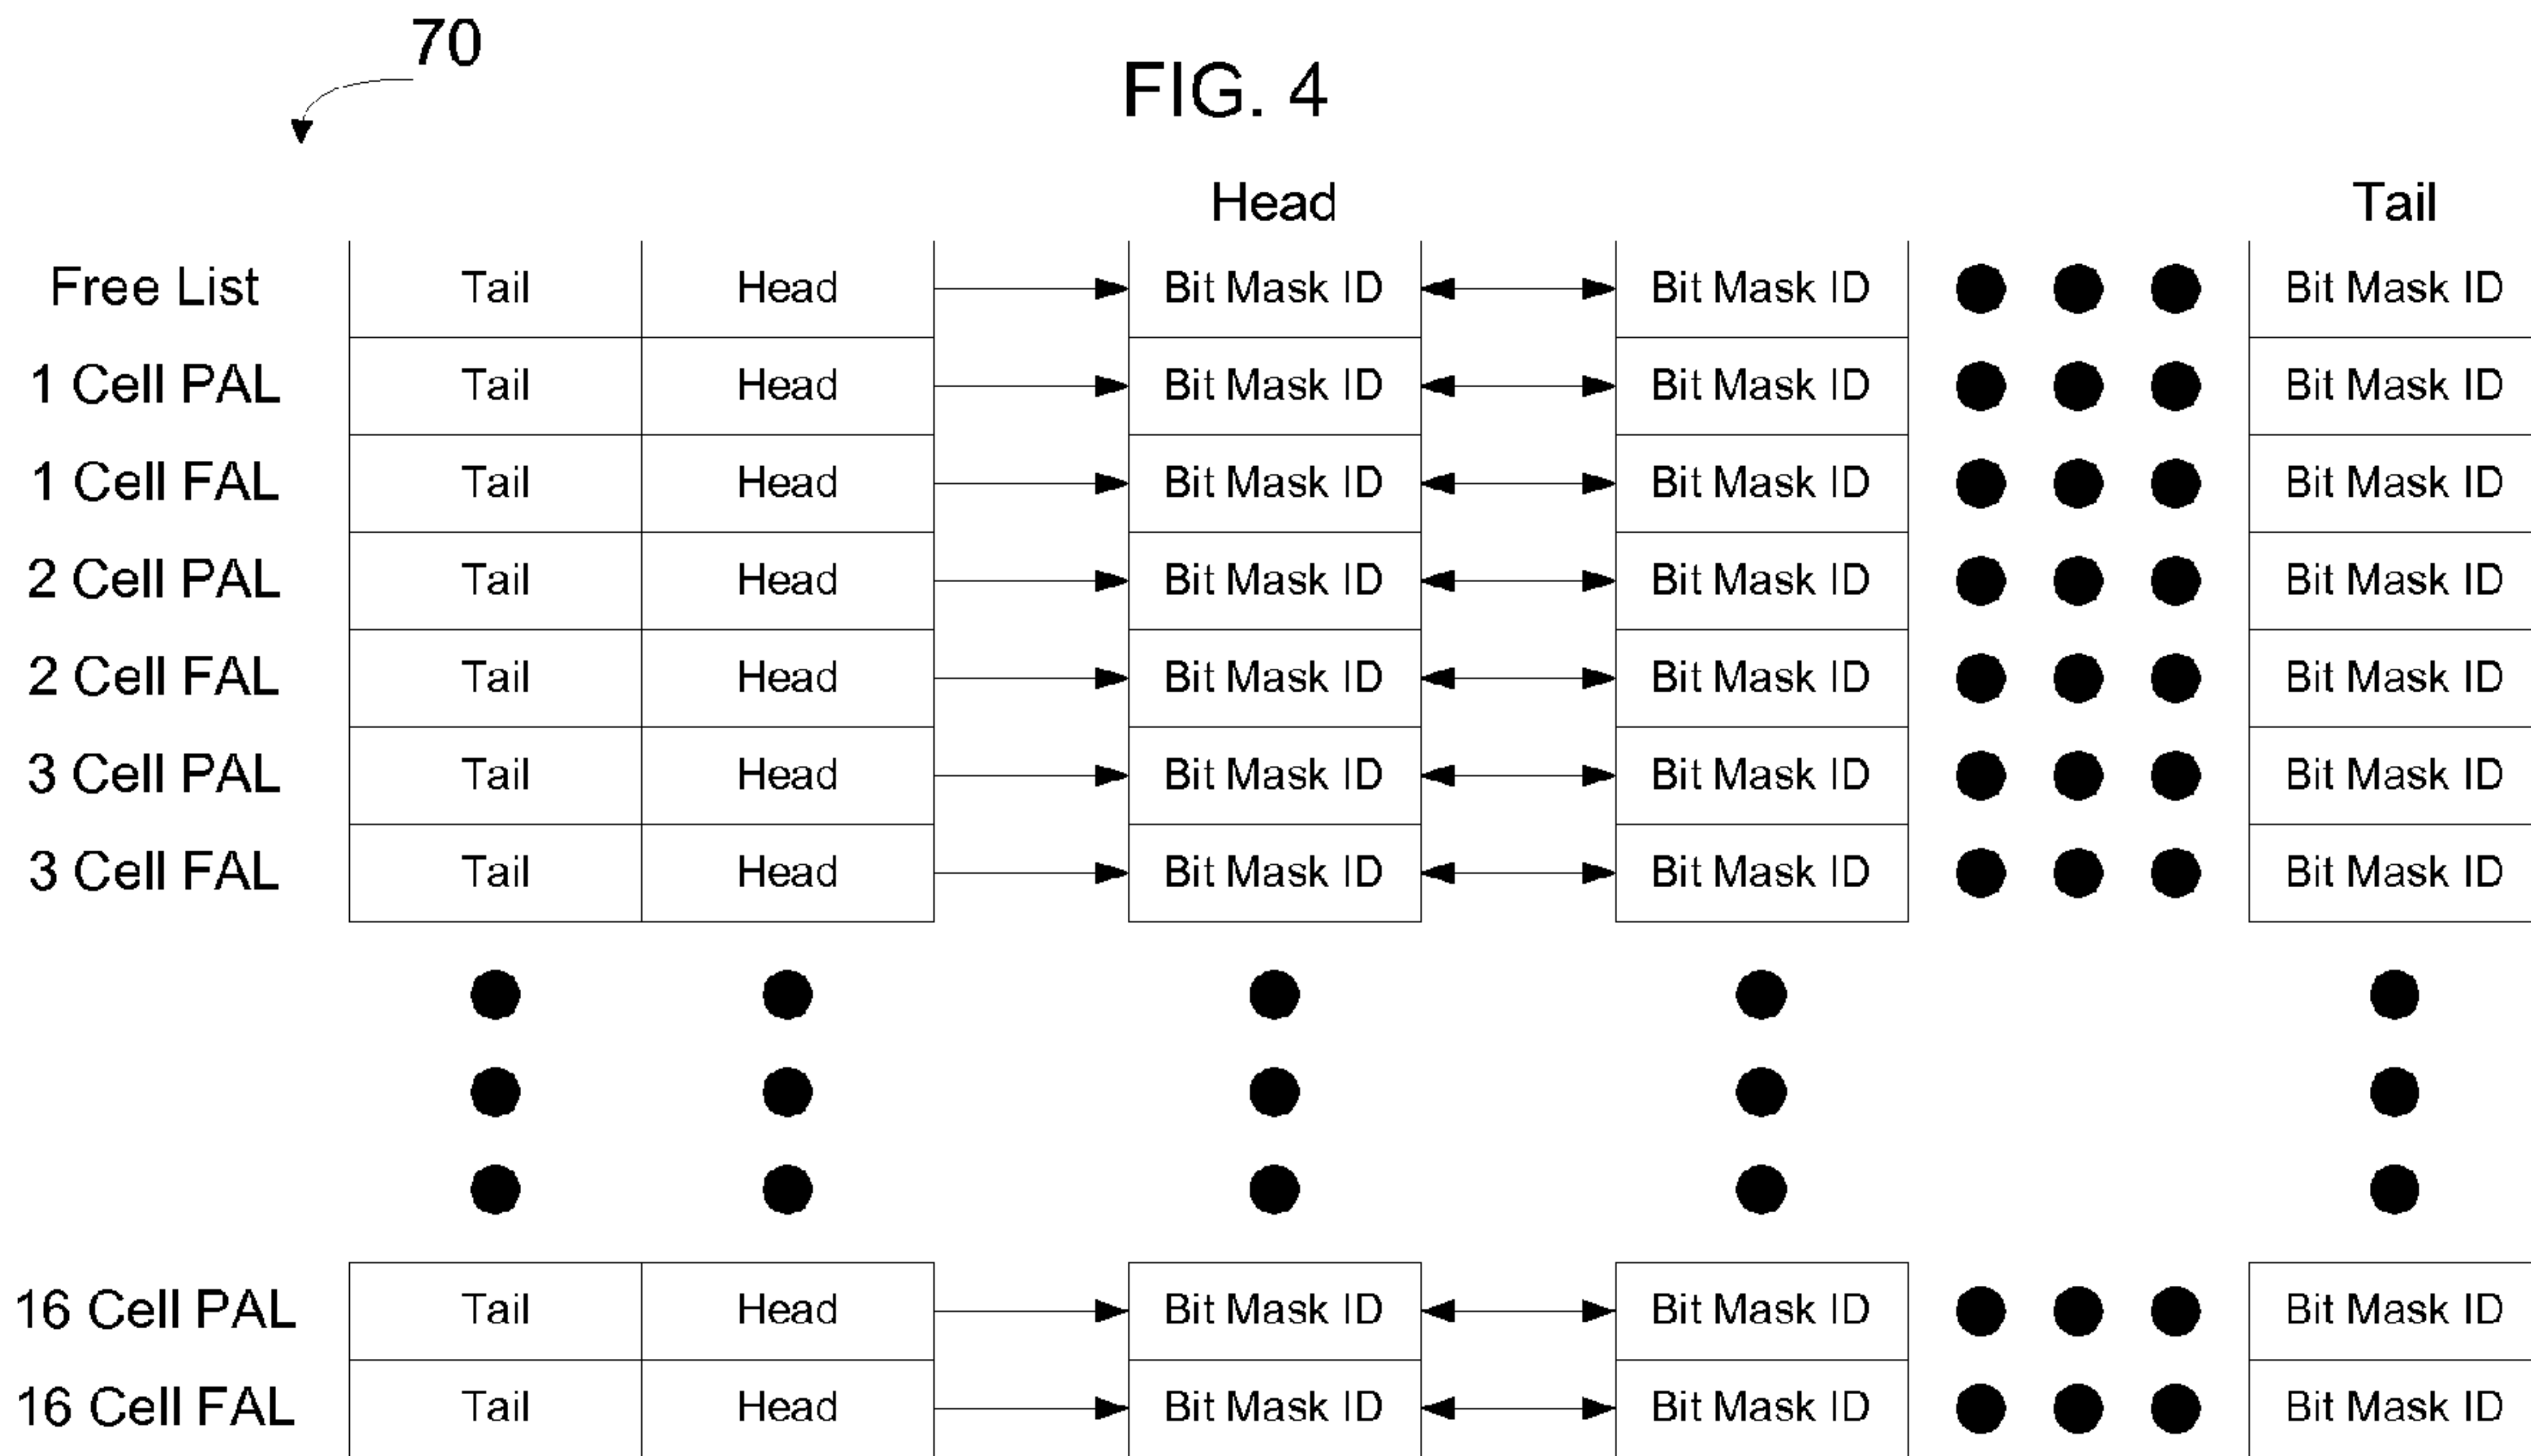 70
FIG. 4
Head Tail
Free List Tail Head Bit Mask ID Bit Mask ID Bit Mask ID
1 Cell PAL Tail Head Bit Mask ID Bit Mask ID Bit Mask ID
1 Cell FAL Tail Head Bit Mask ID Bit Mask ID Bit Mask ID
2 Cell PAL Tail Head Bit Mask ID Bit Mask ID Bit Mask ID
2 Cell FAL Tail Head Bit Mask ID Bit Mask ID Bit Mask ID
3 Cell PAL Tail Head Bit Mask ID Bit Mask ID Bit Mask ID
3 Cell FAL Tail Head Bit Mask ID Bit Mask ID Bit Mask ID
16 Cell PAL Tail Head Bit Mask ID Bit Mask ID Bit Mask ID
16 Cell FAL Tail Head Bit Mask ID Bit Mask ID Bit Mask ID